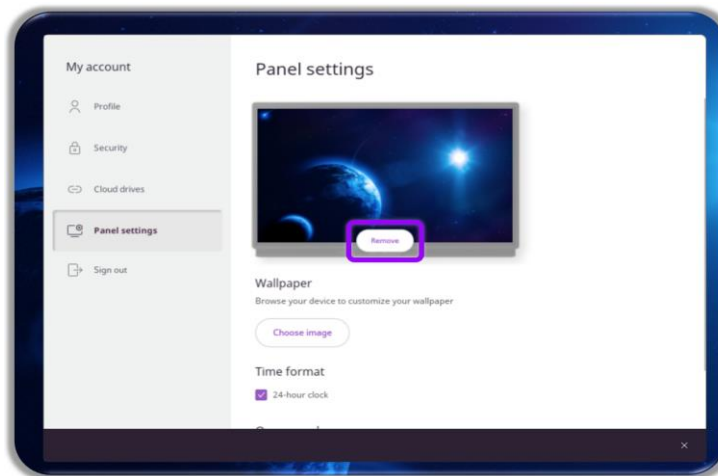 My account
Profile
Security
Cloud drives
Panel settings
Sign out
Panel settings
Remove
Wallpaper
Browse your device to customize your wallpaper
Choose image
Time format
24-hour clock